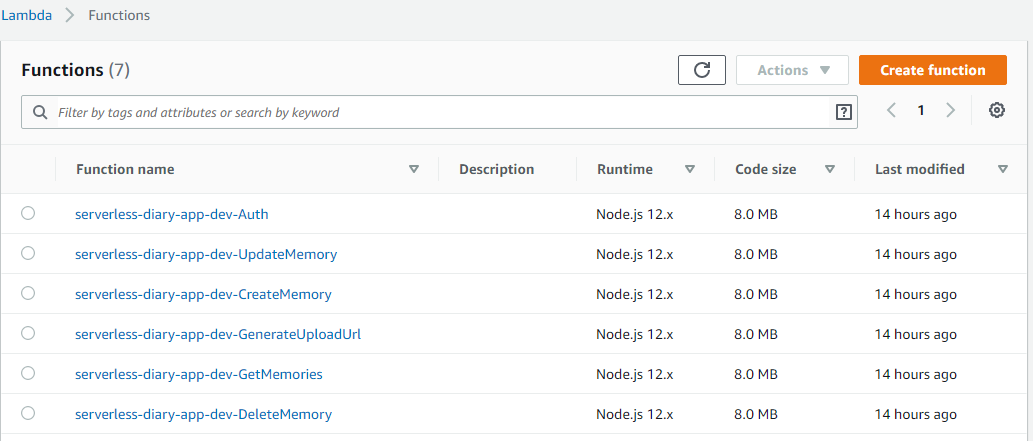 Lambda > Functions
Functions (7) Actions Create function
Filter by tags and attributes or search by keyword ? 1
Function name Description Runtime Code size Last modified
serverless-diary-app-dev-Auth Node.js 12.x 8.0 MB 14 hours ago
serverless-diary-app-dev-UpdateMemory Node.js 12.x 8.0 MB 14 hours ago
serverless-diary-app-dev-CreateMemory Node.js 12.x 8.0 MB 14 hours ago
serverless-diary-app-dev-GenerateUploadUrl Node.js 12.x 8.0 MB 14 hours ago
serverless-diary-app-dev-GetMemories Node.js 12.x 8.0 MB 14 hours ago
serverless-diary-app-dev-DeleteMemory Node.js 12.x 8.0 MB 14 hours ago